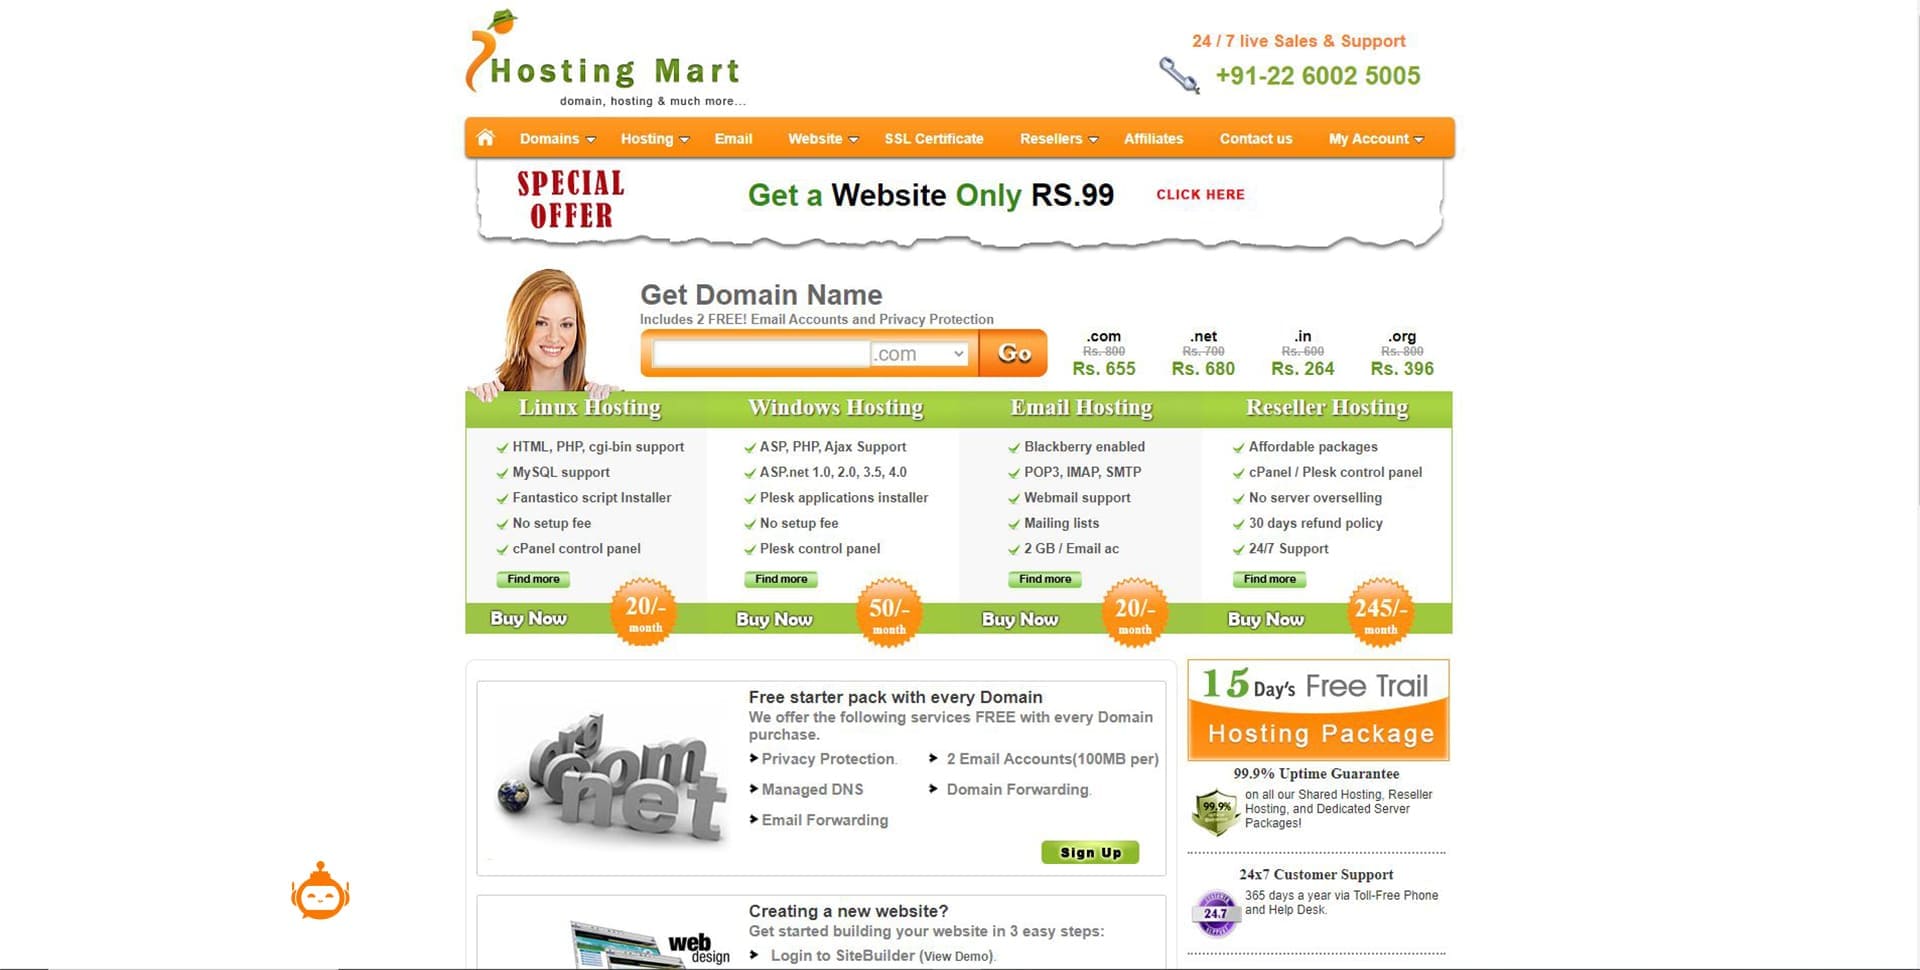 Hosting Mart
domain, hosting & much more...
24 / 7 live Sales & Support
+91-22 6002 5005
Domains Hosting Email Website SSL Certificate Resellers Affiliates Contact us My Account
SPECIAL
OFFER
Get a Website Only RS.99
CLICK HERE
Get Domain Name
Includes 2 FREE! Email Accounts and Privacy Protection
.com
Go
.com .net .in .org
Rs. 800 Rs. 700 Rs. 600 Rs. 800
Rs. 655 Rs. 680 Rs. 264 Rs. 396
Linux Hosting
HTML, PHP, cgi-bin support
MySQL support
Fantastico script Installer
No setup fee
cPanel control panel
Find more
Buy Now
20/-
month
Windows Hosting
ASP, PHP, Ajax Support
ASP.net 1.0, 2.0, 3.5, 4.0
Plesk applications installer
No setup fee
Plesk control panel
Find more
Buy Now
50/-
month
Email Hosting
Blackberry enabled
POP3, IMAP, SMTP
Webmail support
Mailing lists
2 GB / Email ac
Find more
Buy Now
20/-
month
Reseller Hosting
Affordable packages
cPanel / Plesk control panel
No server overselling
30 days refund policy
24/7 Support
Find more
Buy Now
245/-
month
org
com
net
Free starter pack with every Domain
We offer the following services FREE with every Domain
purchase.
Privacy Protection. 2 Email Accounts(100MB per)
Managed DNS Domain Forwarding.
Email Forwarding
Sign Up
web
design
Creating a new website?
Get started building your website in 3 easy steps:
Login to SiteBuilder (View Demo).
15 Day's Free Trail
Hosting Package
99.9% Uptime Guarantee
99.9%
on all our Shared Hosting, Reseller
Hosting, and Dedicated Server
Packages!
24x7 Customer Support
24.7
365 days a year via Toll-Free Phone
and Help Desk.